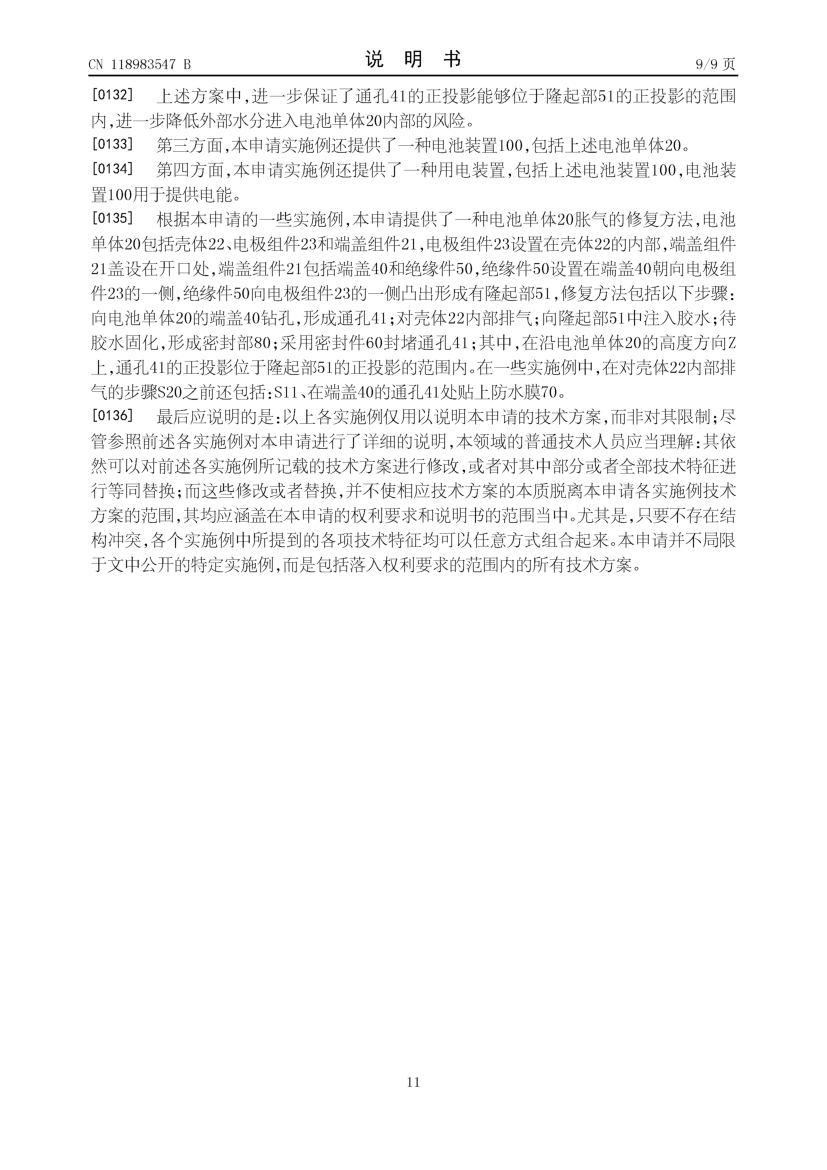 CN 118983547 B 说 明 书 9/9 页
[0132] 上述方案中,进一步保证了通孔41的正投影能够位于隆起部51的正投影的范围
内,进一步降低外部水分进入电池单体20内部的风险。
[0133] 第三方面,本申请实施例还提供了一种电池装置100,包括上述电池单体20。
[0134] 第四方面,本申请实施例还提供了一种用电装置,包括上述电池装置100,电池装
置100用于提供电能。
[0135] 根据本申请的一些实施例,本申请提供了一种电池单体20胀气的修复方法,电池
单体20包括壳体22、电极组件23和端盖组件21,电极组件23设置在壳体22的内部,端盖组件
21盖设在开口处,端盖组件21包括端盖40和绝缘件50,绝缘件50设置在端盖40朝向电极组
件23的一侧,绝缘件50向电极组件23的一侧凸出形成有隆起部51,修复方法包括以下步骤:
向电池单体20的端盖40钻孔,形成通孔41;对壳体22内部排气;向隆起部51中注入胶水;待
胶水固化,形成密封部80;采用密封件60封堵通孔41;其中,在沿电池单体20的高度方向Z
上,通孔41的正投影位于隆起部51的正投影的范围内。在一些实施例中,在对壳体22内部排
气的步骤S20之前还包括:S11、在端盖40的通孔41处贴上防水膜70。
[0136] 最后应说明的是:以上各实施例仅用以说明本申请的技术方案,而非对其限制;尽
管参照前述各实施例对本申请进行了详细的说明,本领域的普通技术人员应当理解:其依
然可以对前述各实施例所记载的技术方案进行修改,或者对其中部分或者全部技术特征进
行等同替换;而这些修改或者替换,并不使相应技术方案的本质脱离本申请各实施例技术
方案的范围,其均应涵盖在本申请的权利要求和说明书的范围当中。尤其是,只要不存在结
构冲突,各个实施例中所提到的各项技术特征均可以任意方式组合起来。本申请并不局限
于文中公开的特定实施例,而是包括落入权利要求的范围内的所有技术方案。
11